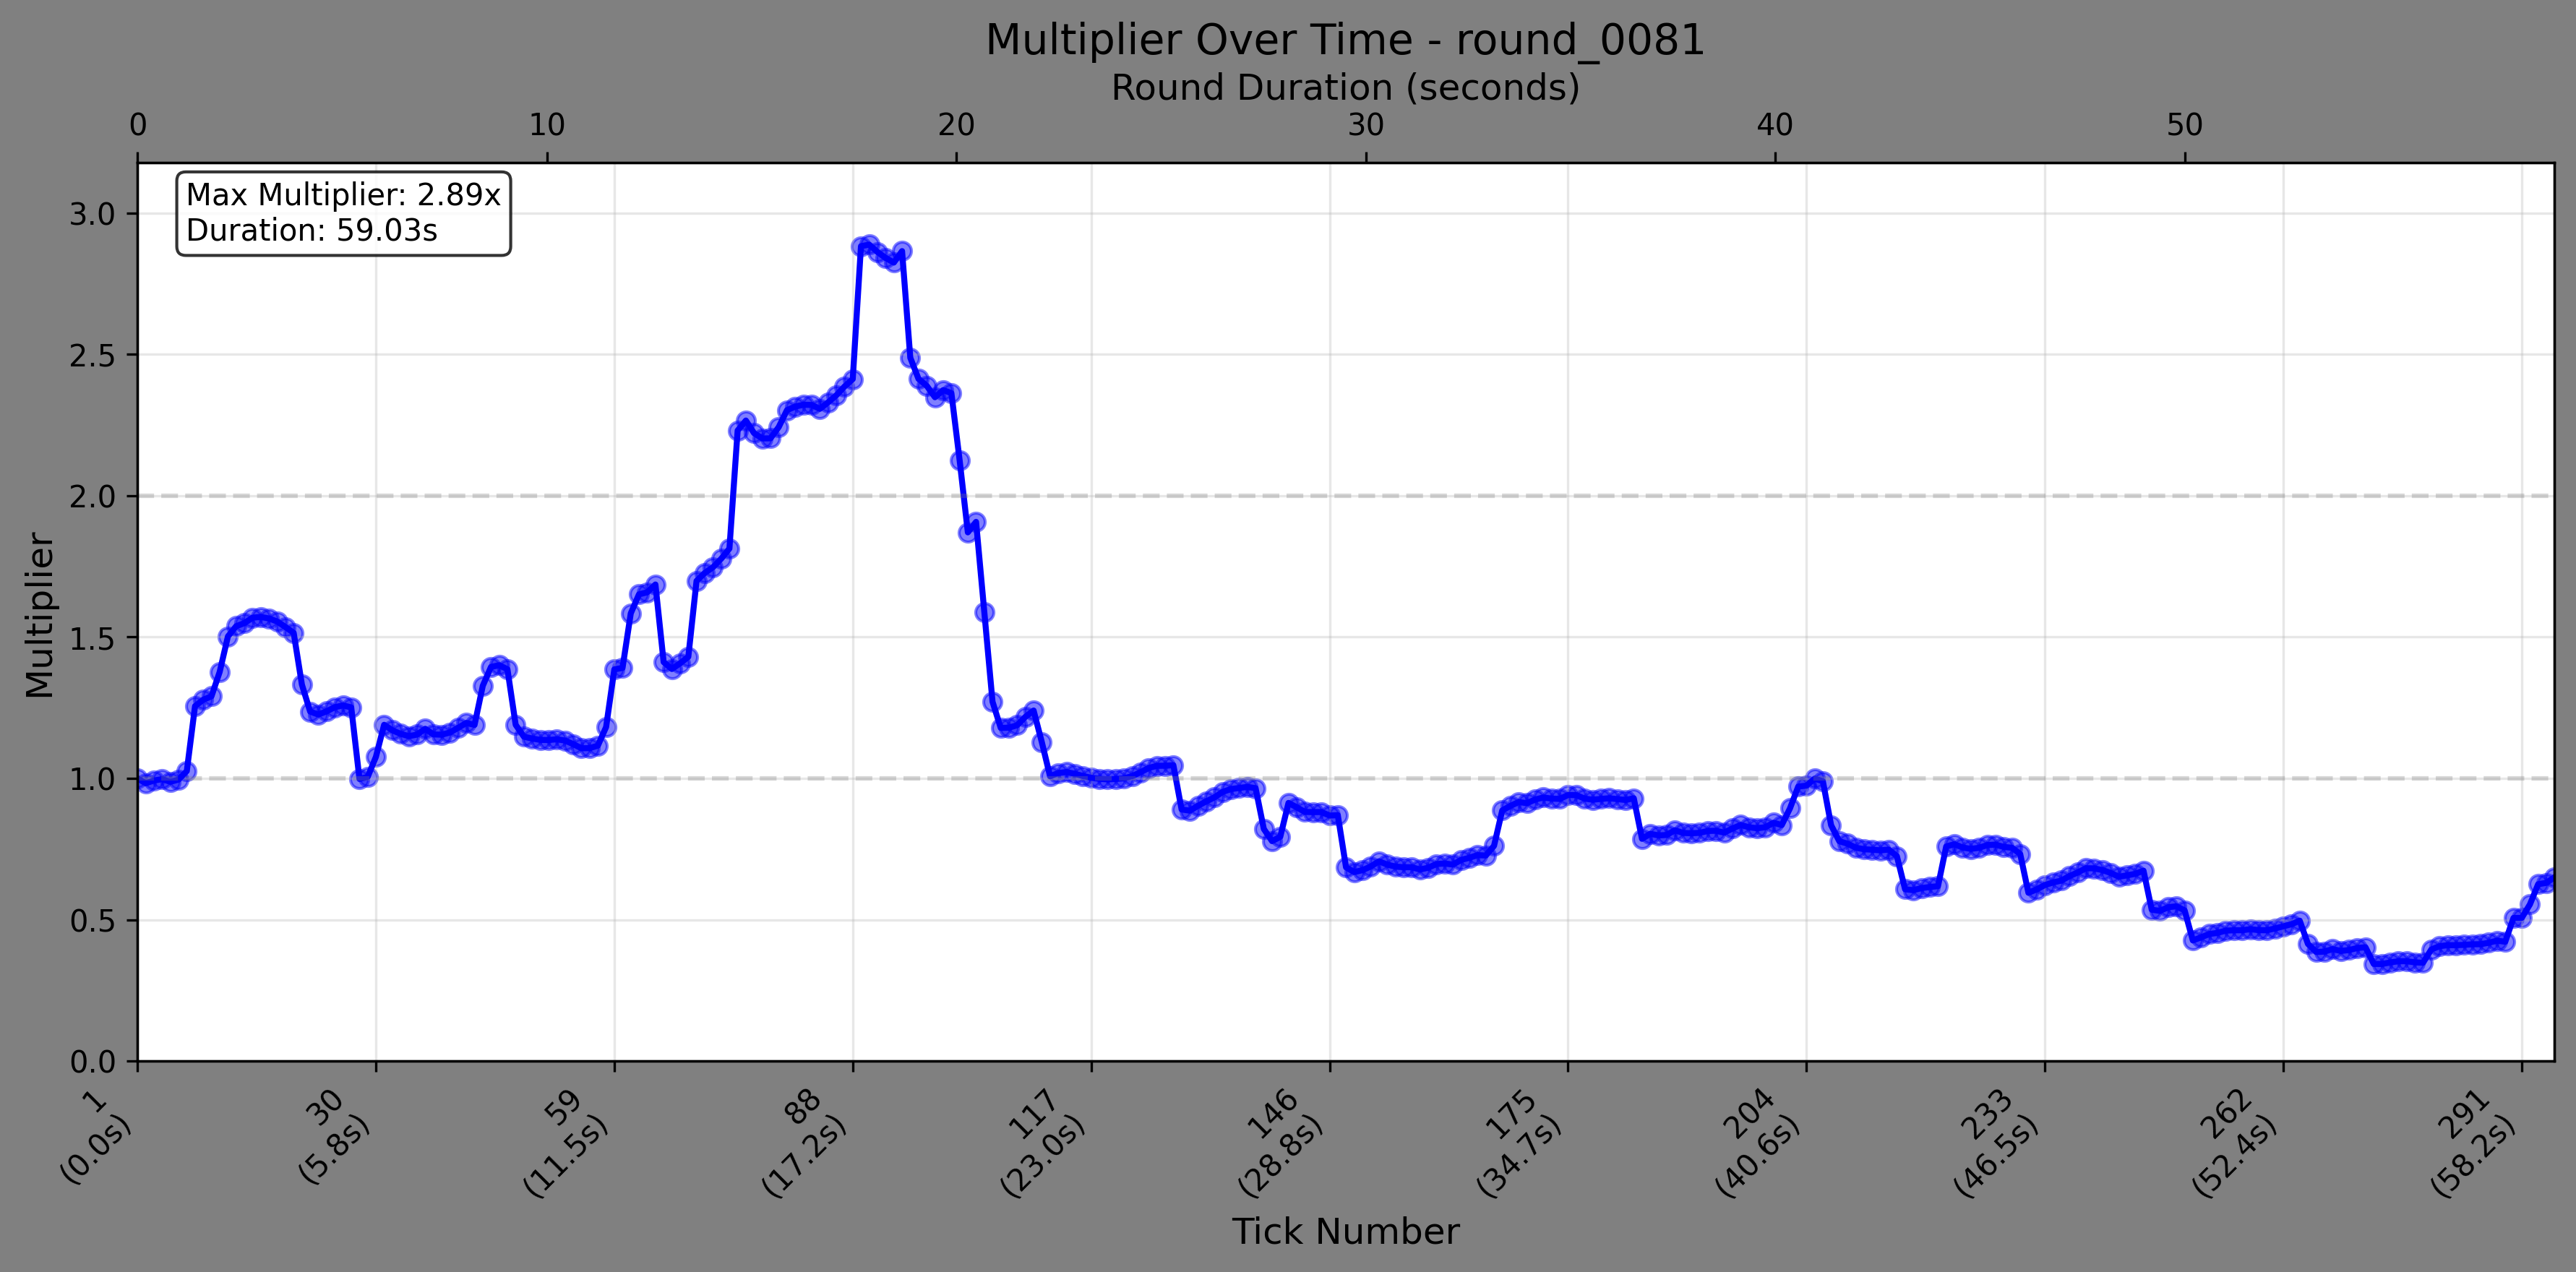 Multiplier Over Time - round_0081
Round Duration (seconds)
0 10 20 30 40 50
Max Multiplier: 2.89x
Duration: 59.03s
3.0
2.5
2.0
1.5
1.0
0.5
0.0
Multiplier
1
(0.0s)
30
(5.8s)
59
(11.5s)
88
(17.2s)
117
(23.0s)
146
(28.8s)
175
(34.7s)
204
(40.6s)
233
(46.5s)
262
(52.4s)
291
(58.2s)
Tick Number